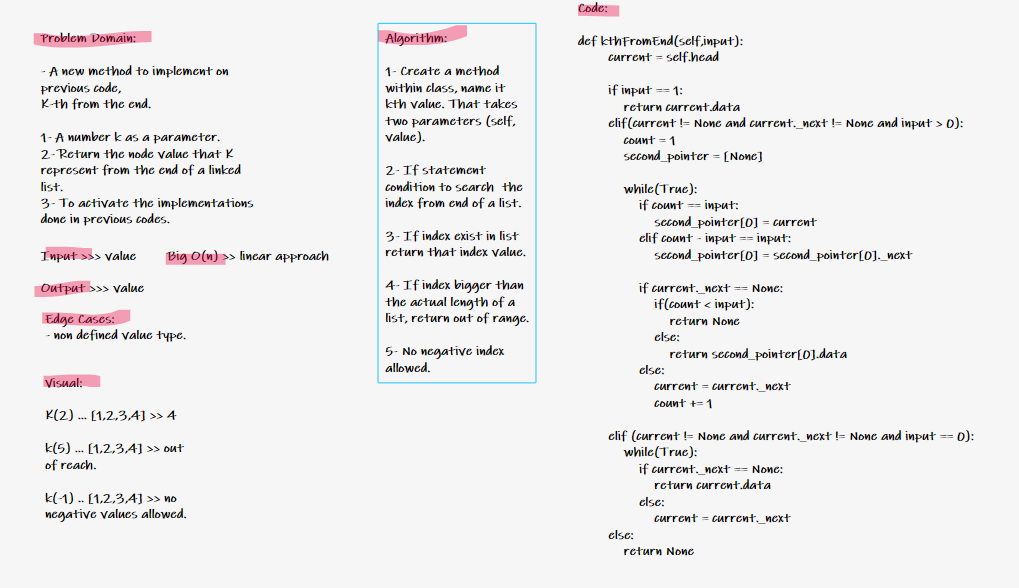 Problem Domain:
- A new method to implement on
previous code,
K-th from the end.
1- A number k as a parameter.
2- Return the node value that K
represent from the end of a linked
list.
3- To activate the implementations
done in previous codes.
Input >>> value
Big O(n) >> linear approach
Output >>> value
Edge Cases:
- non defined value type.
Visual:
K(2) ... [1,2,3,4] >> 4
k(5) ... [1,2,3,4] >> out
of reach.
k(-1) .. [1,2,3,4] >> no
negative values allowed.
Algorithm:
1- Create a method
within class, name it
kth value. That takes
two parameters (self,
value).
2- If statement
condition to search the
index from end of a list.
3- If index exist in list
return that index value.
4- If index bigger than
the actual length of a
list, return out of range.
5- No negative index
allowed.
Code:
def kthFromEnd(self,input):
current = self.head
if input == 1:
return current.data
elif(current != None and current._next != None and input > 0):
count = 1
second_pointer = [None]
while(True):
if count == input:
second_pointer[0] = current
elif count - input == input:
second_pointer[0] = second_pointer[0]._next
if current._next == None:
if(count < input):
return None
else:
return second_pointer[0].data
else:
current = current._next
count += 1
elif (current != None and current._next != None and input == 0):
while(True):
if current._next == None:
return current.data
else:
current = current._next
else:
return None